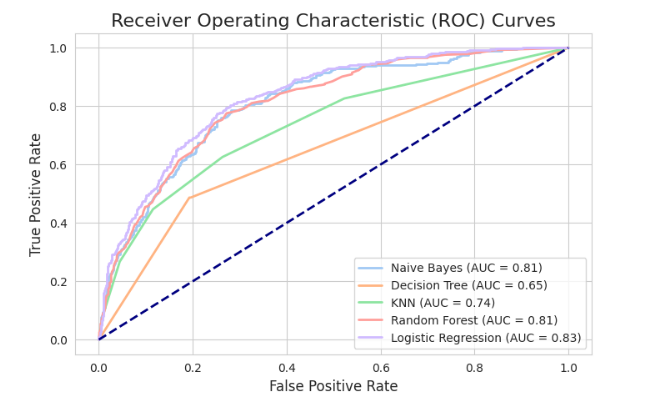 Receiver Operating Characteristic (ROC) Curves
True Positive Rate
1.0
0.8
0.6
0.4
0.2
0.0
Naive Bayes (AUC = 0.81)
Decision Tree (AUC = 0.65)
KNN (AUC = 0.74)
Random Forest (AUC = 0.81)
Logistic Regression (AUC = 0.83)
0.0 0.2 0.4 0.6 0.8 1.0
False Positive Rate